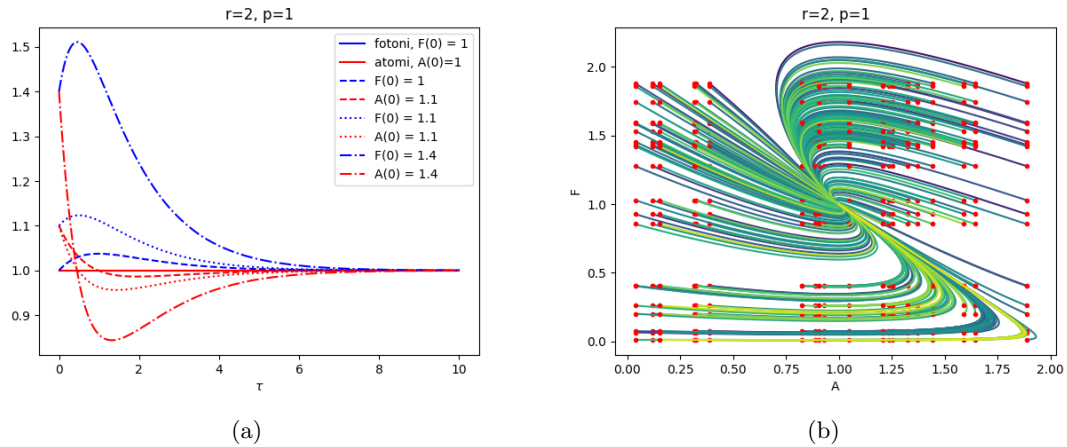 r=2, p=1
1.5
1.4
1.3
1.2
1.1
1.0
0.9
0 2 4 6 8 10
τ
fotoni, F(0) = 1
atomi, A(0)=1
F(0) = 1
A(0) = 1.1
F(0) = 1.1
A(0) = 1.1
F(0) = 1.4
A(0) = 1.4
(a)
r=2, p=1
F
2.0
1.5
1.0
0.5
0.0
0.00 0.25 0.50 0.75 1.00 1.25 1.50 1.75 2.00
A
(b)